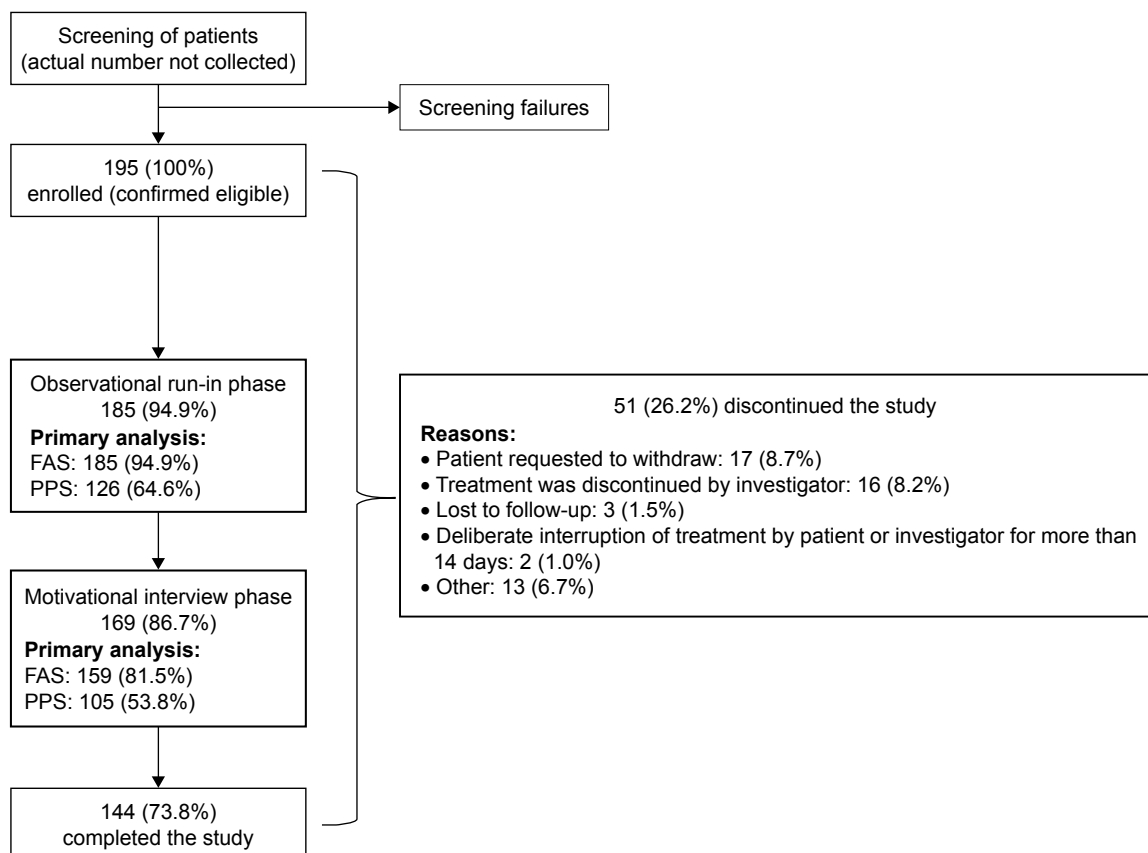 Screening of patients
(actual number not collected)
Screening failures
195 (100%)
enrolled (confirmed eligible)
Observational run-in phase
185 (94.9%)
Primary analysis:
FAS: 185 (94.9%)
PPS: 126 (64.6%)
51 (26.2%) discontinued the study
Reasons:
• Patient requested to withdraw: 17 (8.7%)
• Treatment was discontinued by investigator: 16 (8.2%)
• Lost to follow-up: 3 (1.5%)
• Deliberate interruption of treatment by patient or investigator for more than
14 days: 2 (1.0%)
• Other: 13 (6.7%)
Motivational interview phase
169 (86.7%)
Primary analysis:
FAS: 159 (81.5%)
PPS: 105 (53.8%)
144 (73.8%)
completed the study